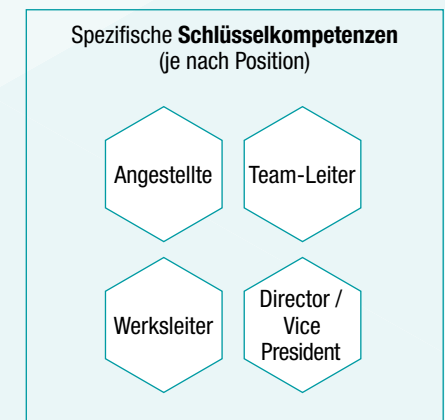 Spezifische Schlüsselkompetenzen
(je nach Position)
Angestellte
Team-Leiter
Werksleiter
Director /
Vice
President